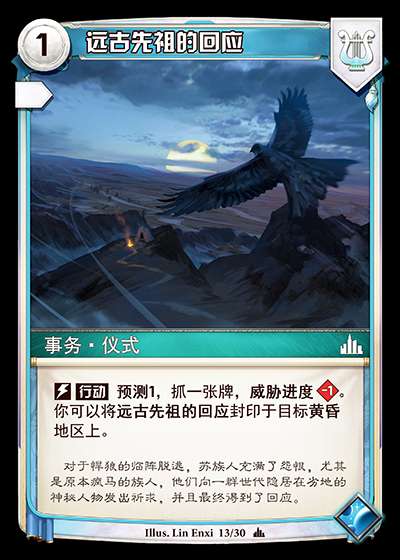 1
远古先祖的回应
事务·仪式
行动 预测1，抓一张牌，威胁进度-1。
你可以将远古先祖的回应封印于目标黄昏
地区上。
对于悍狼的临阵脱逃，苏族人充满了怨恨，尤其
是原本疯马的族人，他们向一群世代隐居在劣地的
神秘人物发出祈求，并且最终得到了回应。
Illus. Lin Enxi 13/30